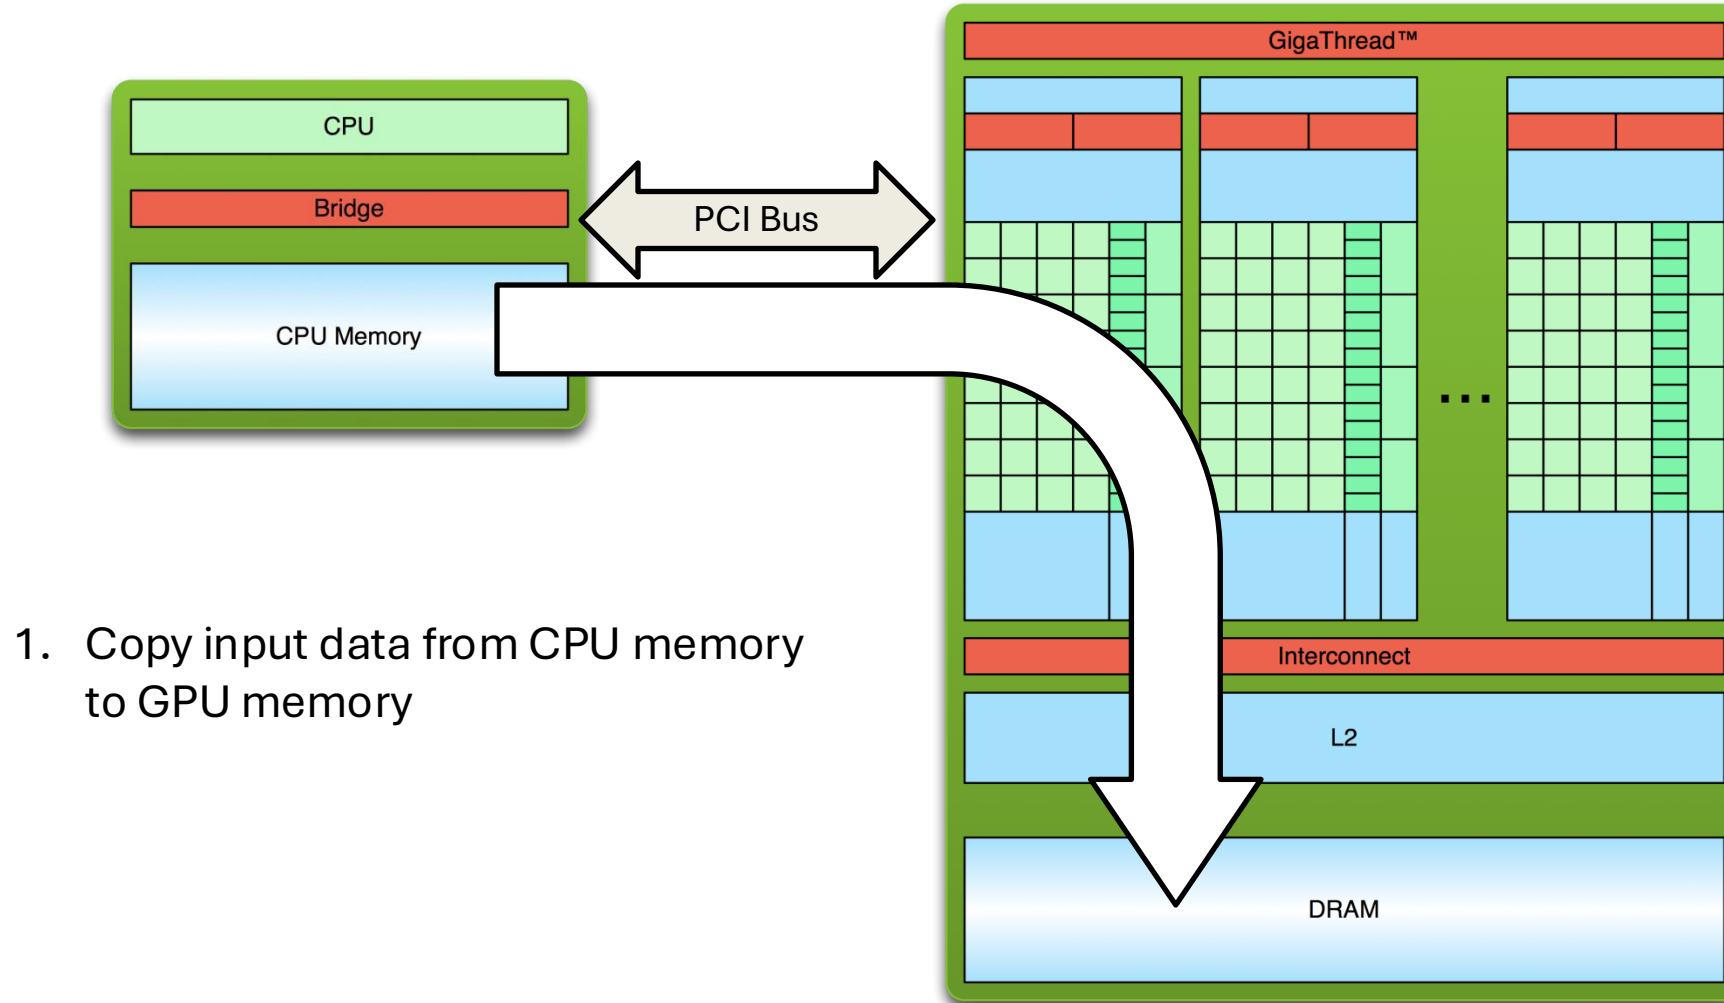 GigaThread™
CPU
Bridge
PCI Bus
CPU Memory
...
1. Copy input data from CPU memory
to GPU memory
Interconnect
L2
DRAM